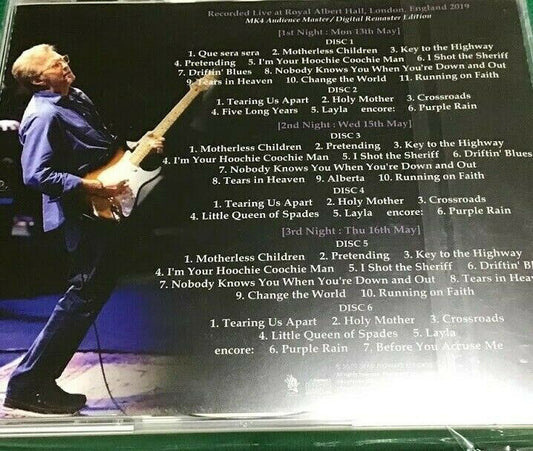 Recorded Live at Royal Albert Hall, London, England 2019
MK4 Audience Master/Digital Remaster Edition
[1st Night : Mon 13th May]
DISC 1
1. Que sera sera 2. Motherless Children 3. Key to the Highway
4. Pretending 5. I'm Your Hoochie Coochie Man 6. I Shot the Sheriff
7. Driftin' Blues 8. Nobody Knows You When You're Down and Out
9. Tears in Heaven 10. Change the World 11. Running on Faith
DISC 2
1. Tearing Us Apart 2. Holy Mother 3. Crossroads
4. Five Long Years 5. Layla encore: 6. Purple Rain
[2nd Night : Wed 15th May]
DISC 3
1. Motherless Children 2. Pretending 3. Key to the Highway
4. I'm Your Hoochie Coochie Man 5. I Shot the Sheriff 6. Driftin' Blues
7. Nobody Knows You When You're Down and Out
8. Tears in Heaven 9. Alberta 10. Running on Faith
DISC 4
1. Tearing Us Apart 2. Holy Mother 3. Crossroads
4. Little Queen of Spades 5. Layla encore: 6. Purple Rain
[3rd Night : Thu 16th May]
DISC 5
1. Motherless Children 2. Pretending 3. Key to the Highway
4. I'm Your Hoochie Coochie Man 5. I Shot the Sheriff 6. Driftin' Bl
7. Nobody Knows You When You're Down and Out 8. Tears in Hea
9. Change the World 10. Running on Faith
DISC 6
1. Tearing Us Apart 2. Holy Mother 3. Crossroads
4. Little Queen of Spades 5. Layla
encore: 6. Purple Rain 7. Before You Accuse Me